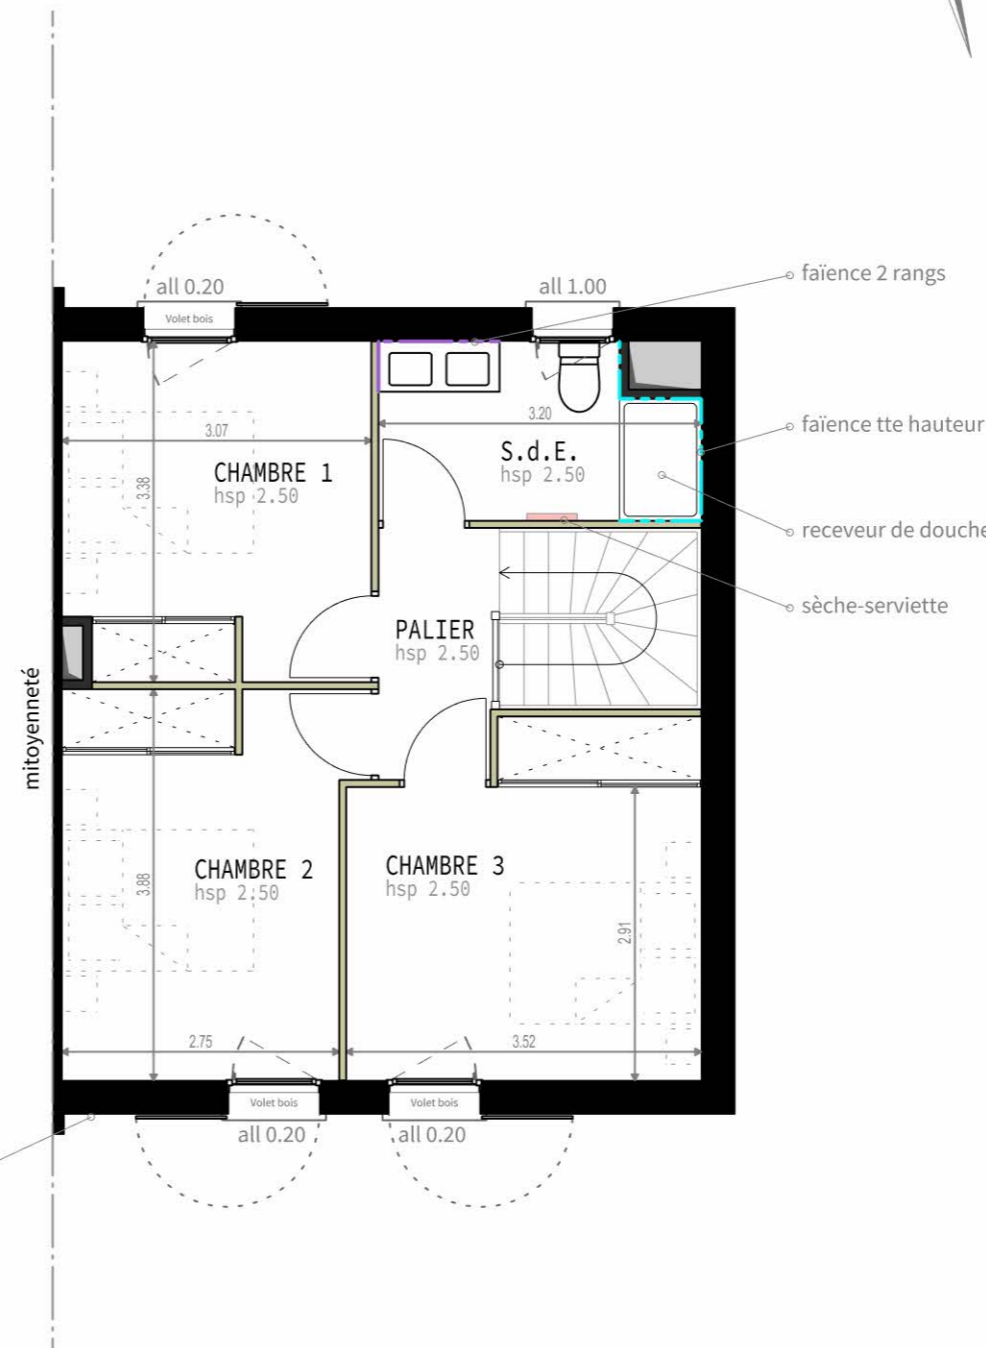 all 0.20
all 1.00
faïence 2 rangs
Volet bois
3.20
faïence tte hauteur
3.07
S.d.E.
hsp 2.50
CHAMBRE 1
hsp 2.50
3.38
receveur de douche
sèche-serviette
PALIER
hsp 2.50
mitoyenneté
CHAMBRE 2
hsp 2.50
3.88
CHAMBRE 3
hsp 2.50
2.91
2.75
3.52
Volet bois
Volet bois
all 0.20
all 0.20